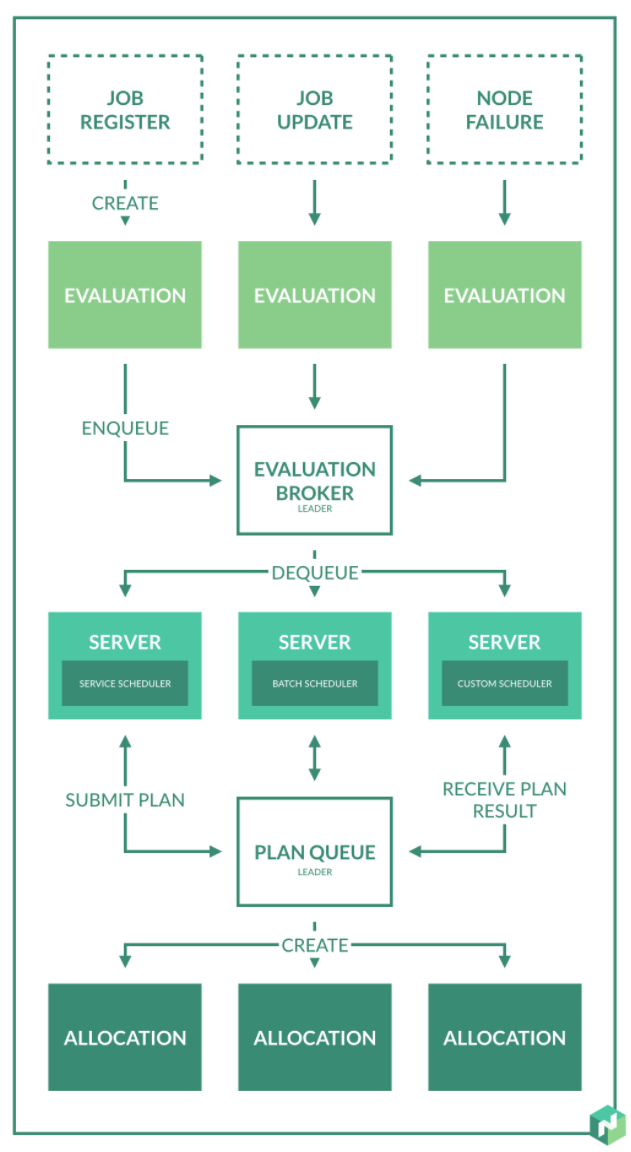 JOB
REGISTER
JOB
UPDATE
NODE
FAILURE
CREATE
EVALUATION
EVALUATION
EVALUATION
ENQUEUE
EVALUATION
BROKER
LEADER
DEQUEUE
SERVER
SERVICE SCHEDULER
SERVER
BATCH SCHEDULER
SERVER
CUSTOM SCHEDULER
SUBMIT PLAN
RECEIVE PLAN
RESULT
PLAN QUEUE
LEADER
CREATE
ALLOCATION
ALLOCATION
ALLOCATION